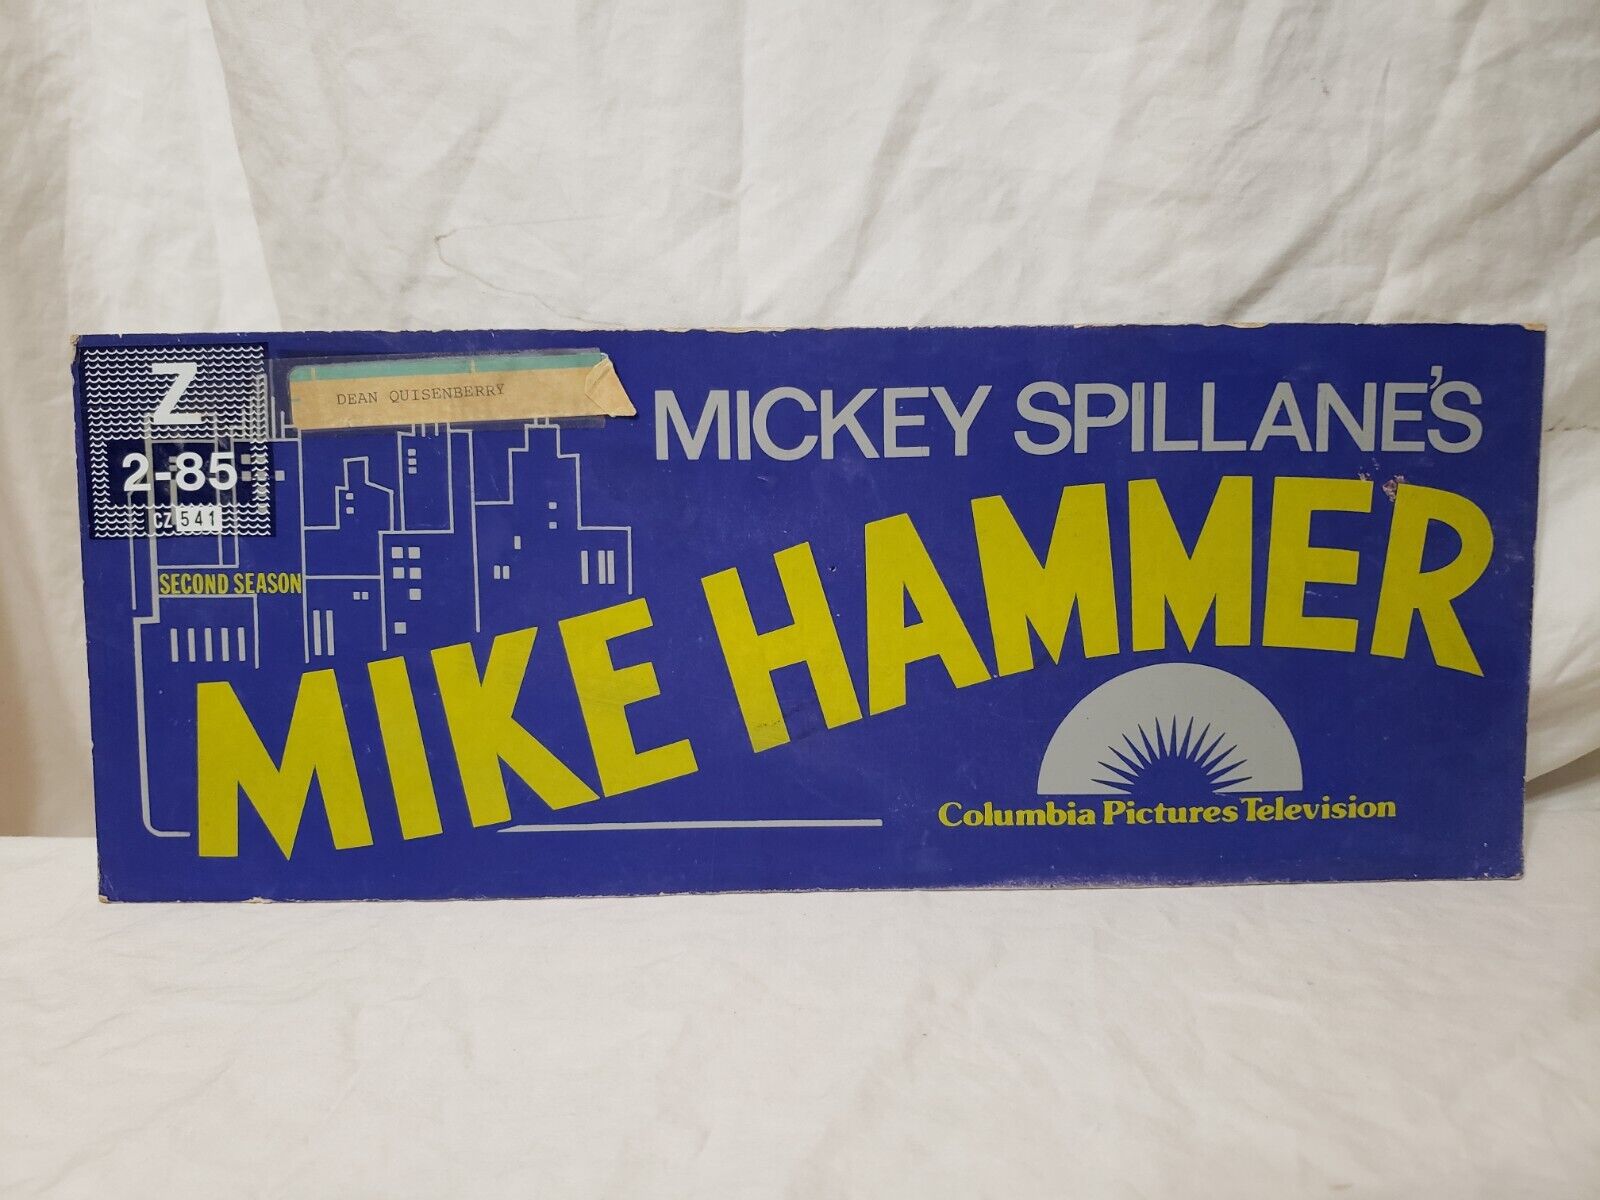 Z
2-85
CZ 541
DEAN QUISENBERRY
MICKEY SPILLANE'S
SECOND SEASON
MIKE HAMMER
Columbia Pictures Television